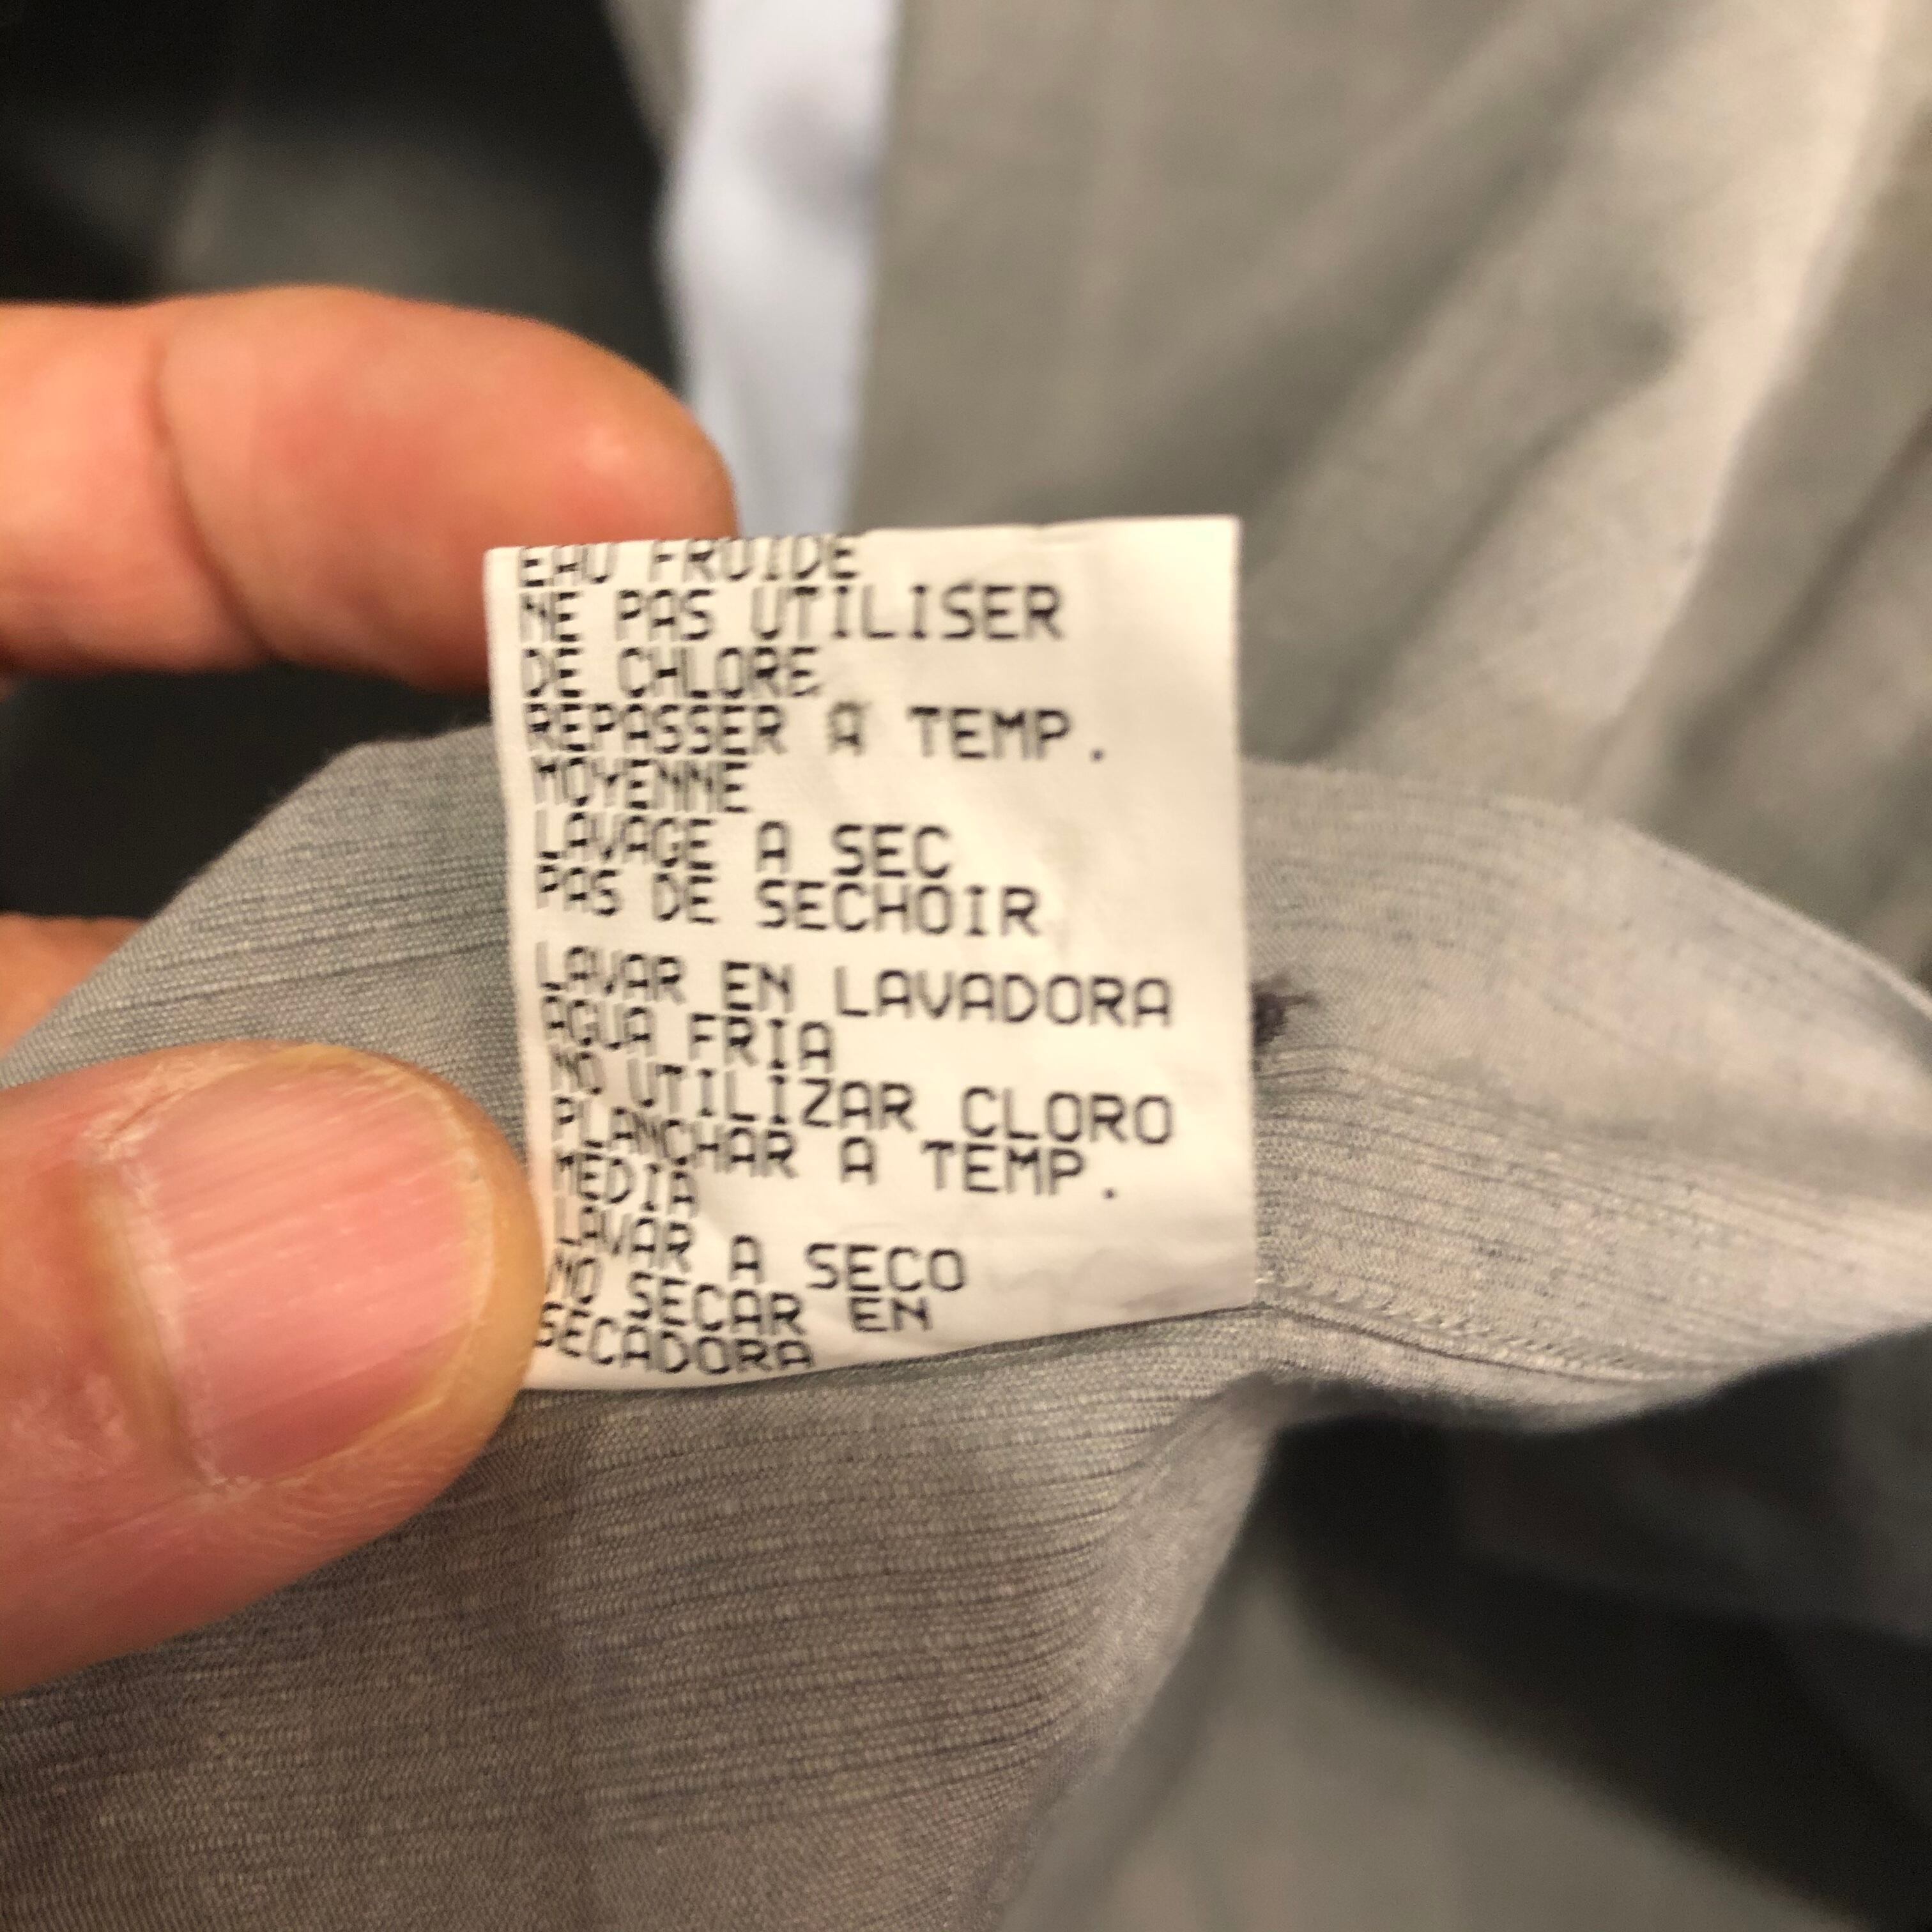 EAU FROIDE
NE PAS UTILISER
DE CHLORE
REPASSER A TEMP.
MOYENNE
LAVAGE A SEC
PAS DE SECHOIR
LAVAR EN LAVADORA
AGUA FRIA
NO UTILIZAR CLORO
PLANCHAR A TEMP.
MEDIA
LAVAR A SECO
NO SECAR EN
SECADORA